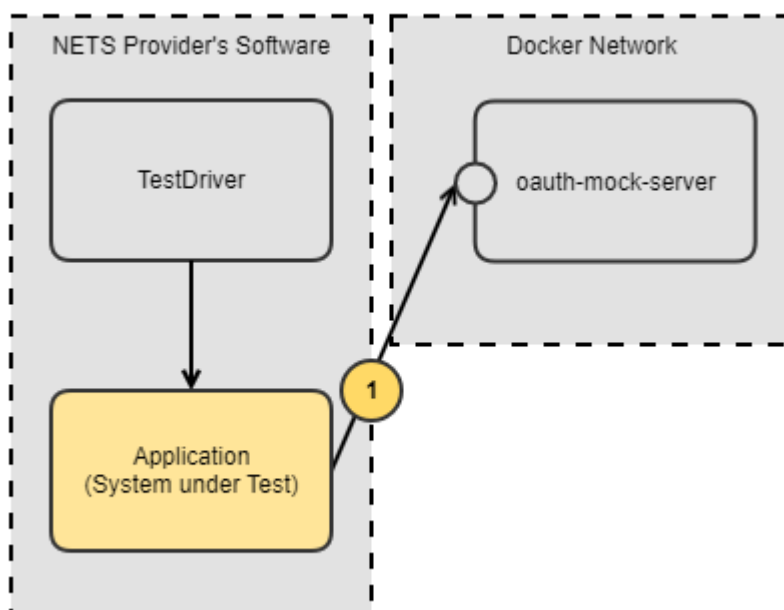 NETS Provider's Software
Docker Network
TestDriver
oauth-mock-server
1
Application
(System under Test)